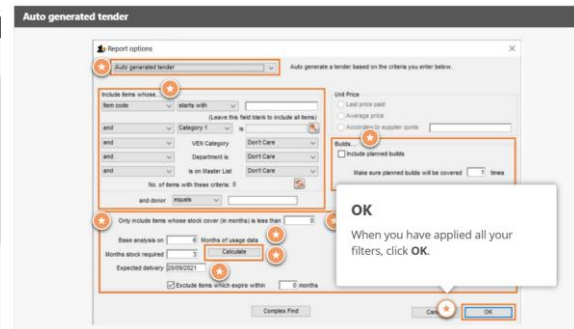 Auto generated tender
Report options
Auto generated tender
Auto generate a tender based on the criteria you enter below.
Include items whose...
Item code starts with
(Leave this field blank to include all items)
and Category 1 is
and VEN Category Don't Care
and Department is Don't Care
and is on Master List Don't Care
No. of items with these criteria: 0
and donor equals
Unit Price
Last price paid
Average price
According to supplier quote
Builds...
Include planned builds
Make sure planned builds will be covered 1 times
Only include items whose stock cover (in months) is less than 0
Base analysis on 6 Months of usage data
Months stock required 3 Calculate
Expected delivery 29/09/2021
Exclude items which expire within 0 months
OK
When you have applied all your
filters, click OK.
Complex Find
OK